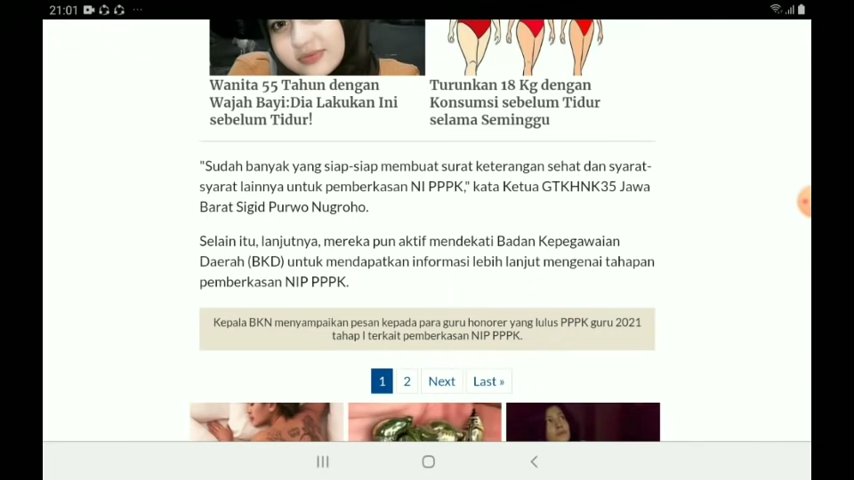 21:01
Wanita 55 Tahun dengan
Wajah Bayi:Dia Lakukan Ini
sebelum Tidur!
Turunkan 18 Kg dengan
Konsumsi sebelum Tidur
selama Seminggu
"Sudah banyak yang siap-siap membuat surat keterangan sehat dan syarat-
syarat lainnya untuk pemberkasan NI PPPK," kata Ketua GTKHNK35 Jawa
Barat Sigid Purwo Nugroho.
Selain itu, lanjutnya, mereka pun aktif mendekati Badan Kepegawaian
Daerah (BKD) untuk mendapatkan informasi lebih lanjut mengenai tahapan
pemberkasan NIP PPPK.
Kepala BKN menyampaikan pesan kepada para guru honorer yang lulus PPPK guru 2021
tahap I terkait pemberkasan NIP PPPK.
1 2 Next Last »